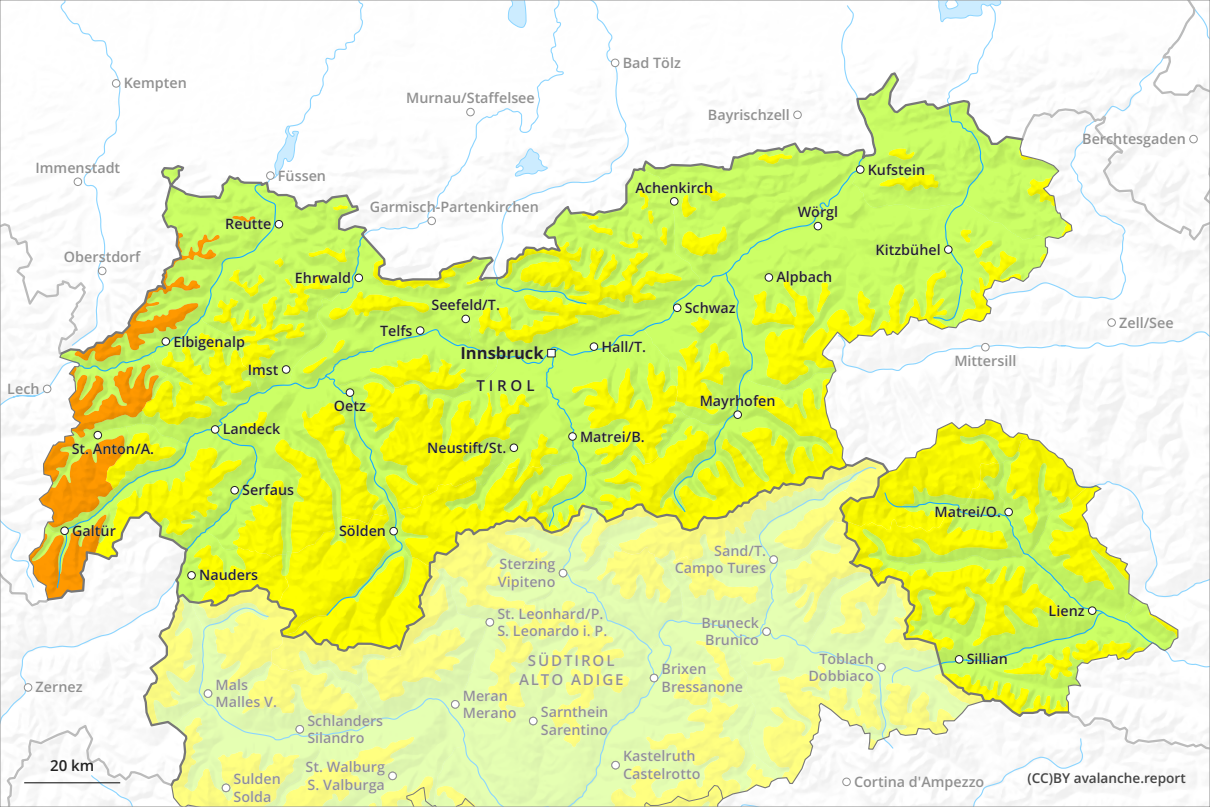 Kempten
Bad Tölz
Murnau/Staffelsee
Bayrischzell
Berchtesgaden
Immenstadt
Füssen
Kufstein
Achenkirch
Garmisch-Partenkirchen
Wörgl
Reutte
Oberstdorf
Kitzbühel
Ehrwald
Alpbach
Seefeld/T.
Schwaz
Zell/See
Telfs
Elbigenalp
Innsbruck
Hall/T.
Mittersill
Imst
TIROL
Lech
Oetz
Mayrhofen
Landeck
Matrei/B.
St. Anton/A.
Neustift/St.
Serfaus
Matrei/O.
Galtür
Sölden
Sand/T.
Campo Tures
Sterzing
Vipiteno
Nauders
Lienz
St. Leonhard/P.
S. Leonardo i. P.
Bruneck
Brunico
Sillian
SÜDTIROL
ALTO ADIGE
Toblach
Dobbiaco
Brixen
Bressanone
Zernez
Mals
Malles V.
Meran
Merano
Sarnthein
Sarentino
Schlanders
Silandro
Kastelruth
Castelrotto
St. Walburg
S. Valburga
20 km
Sulden
Solda
Cortina d'Ampezzo
(CC)BY avalanche.report